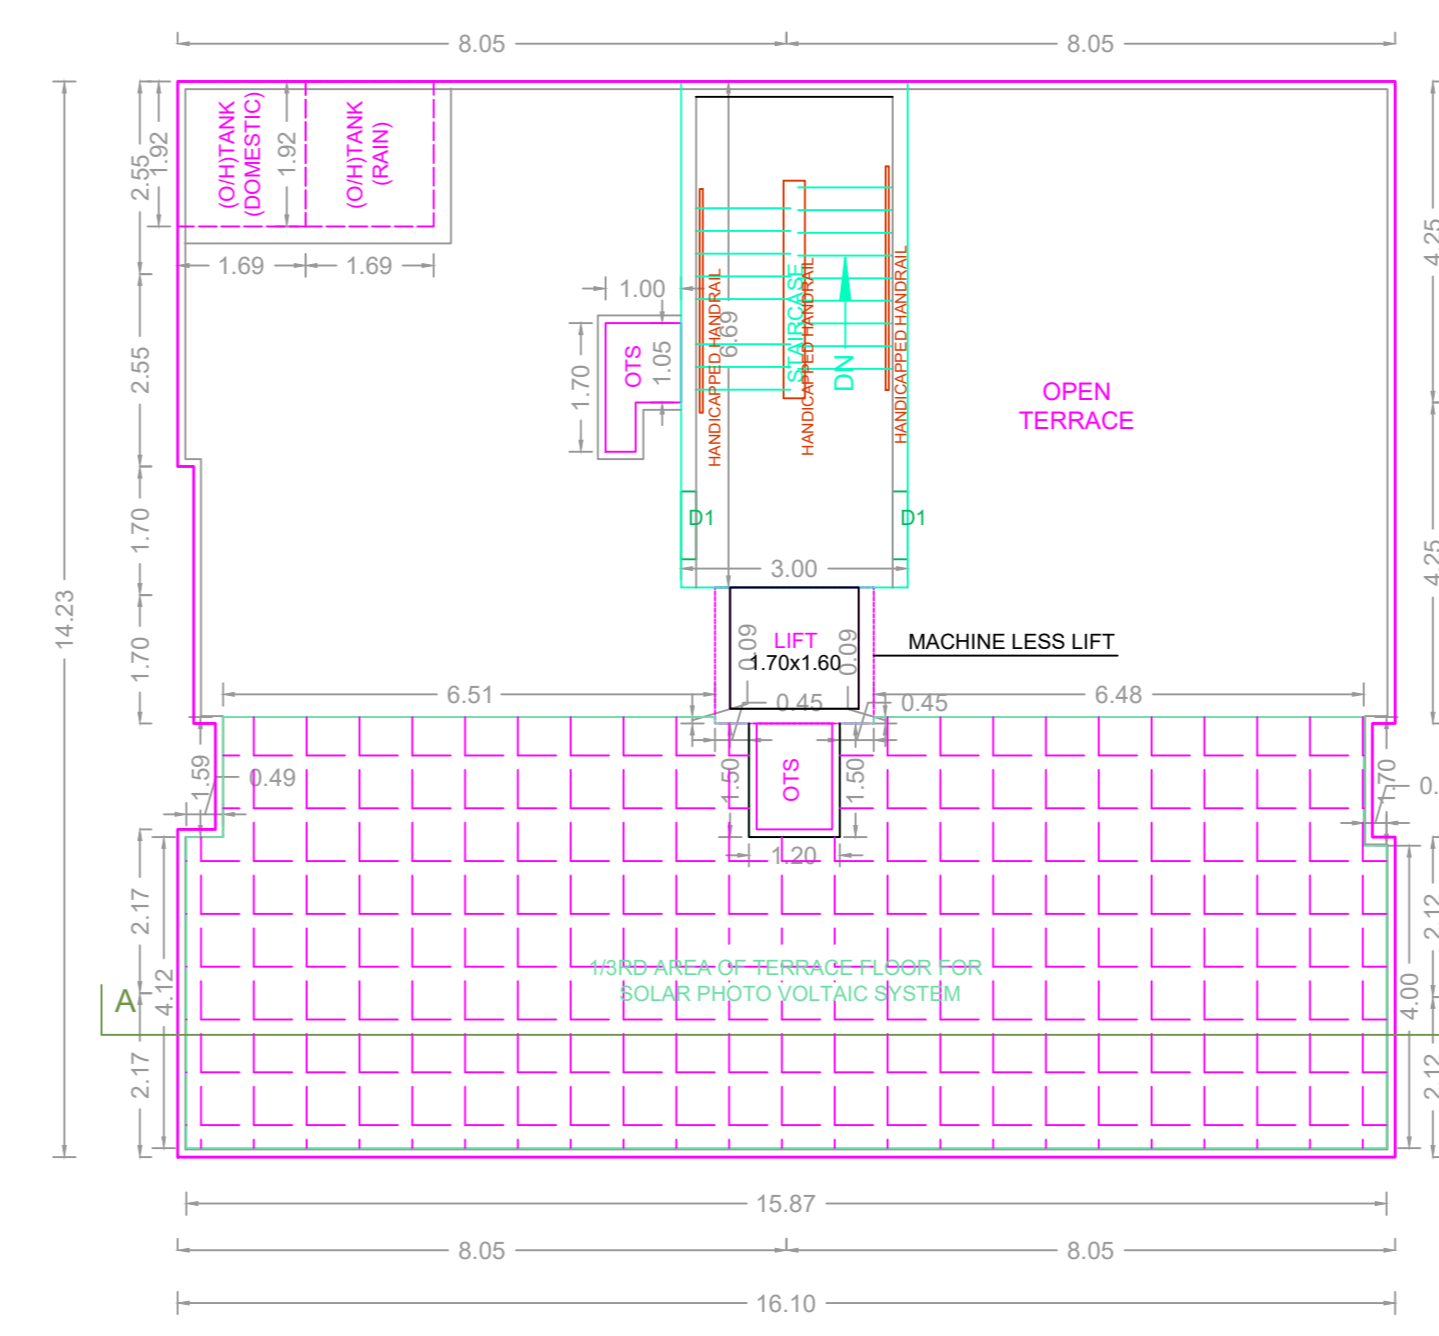 8.05
8.05
2.55
1.92
(O/H)TANK
(DOMESTIC)
1.92
(O/H)TANK
(RAIN)
1.69
1.69
4.25
1.00
1.70
OTS
1.05
6.69
HANDICAPPED HANDRAIL
STAIRCASE
HANDICAPPED HANDRAIL
DN
HANDICAPPED HANDRAIL
OPEN
TERRACE
2.55
D1
D1
1.70
3.00
4.25
14.23
1.70
0.09
LIFT
1.70x1.60
0.09
MACHINE LESS LIFT
6.51
0.45
0.45
6.48
1.59
0.49
1.50
OTS
1.50
1.70
0.
1.20
2.17
2.12
1/3RD AREA OF TERRACE FLOOR FOR
SOLAR PHOTO VOLTAIC SYSTEM
A
4.12
4.00
2.17
2.12
15.87
8.05
8.05
16.10